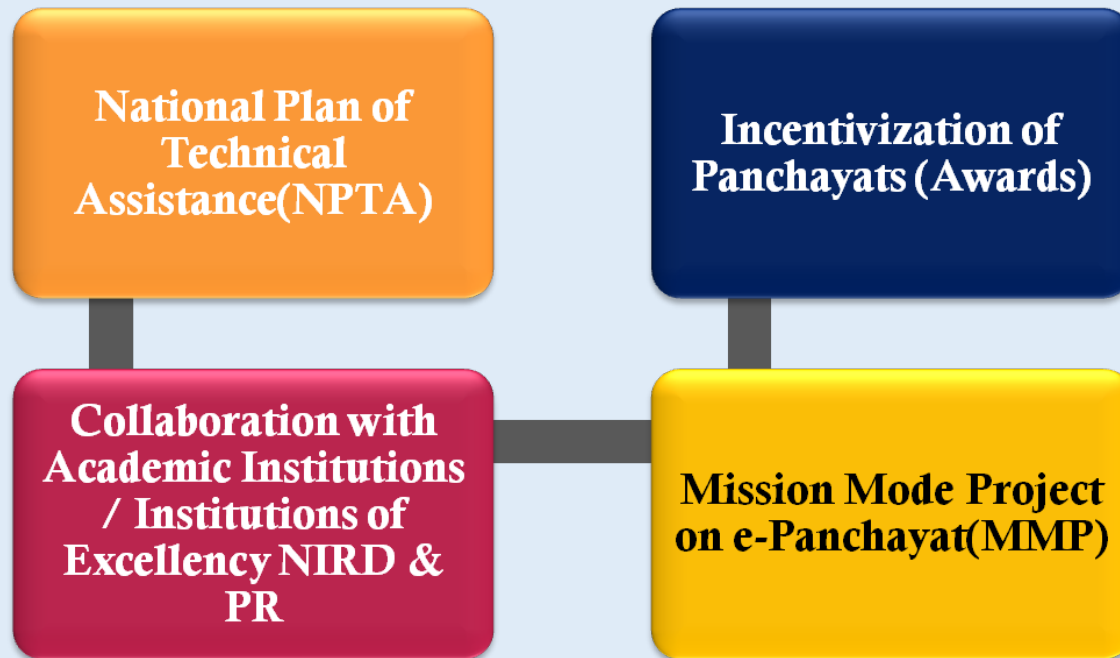 National Plan of
Technical
Assistance(NPTA)
Collaboration with
Academic Institutions
/ Institutions of
Excellency NIRD &
PR
Mission Mode Project
on e-Panchayat(MMP)
Incentivization of
Panchayats (Awards)